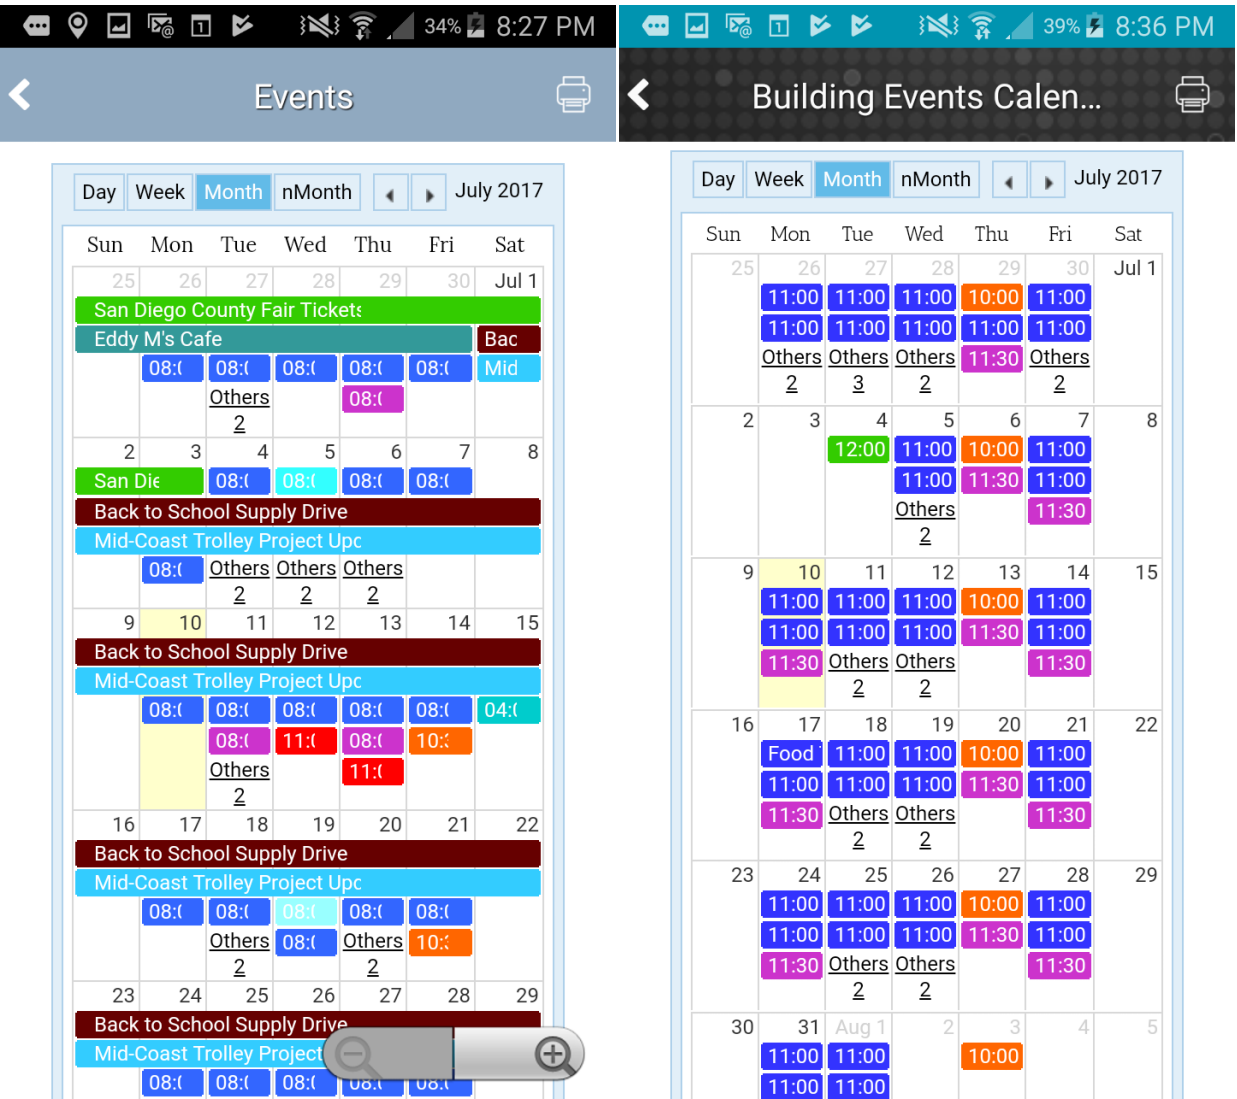 34% 8:27 PM
Events
Day Week Month nMonth July 2017
Sun Mon Tue Wed Thu Fri Sat
25 26 27 28 29 30 Jul 1
San Diego County Fair Tickets
Eddy M's Cafe Bac
08:( 08:( 08:( 08:( 08:( Mid
Others 08:(
2
2 3 4 5 6 7 8
San Die 08:( 08:( 08:( 08:(
Back to School Supply Drive
Mid-Coast Trolley Project Upc
08:( Others Others Others
2 2 2
9 10 11 12 13 14 15
Back to School Supply Drive
Mid-Coast Trolley Project Upc
08:( 08:( 08:( 08:( 08:( 04:(
08:( 11:( 08:( 10:
Others 11:(
2
16 17 18 19 20 21 22
Back to School Supply Drive
Mid-Coast Trolley Project Upc
08:( 08:( 08:( 08:( 08:(
Others 08:( Others 10:
2 2
23 24 25 26 27 28 29
Back to School Supply Drive
Mid-Coast Trolley Project
08:( 08:( 08:( 08:( 08:(
39% 8:36 PM
Building Events Calen...
Day Week Month nMonth July 2017
Sun Mon Tue Wed Thu Fri Sat
25 26 27 28 29 30 Jul 1
11:00 11:00 11:00 10:00 11:00
11:00 11:00 11:00 11:00 11:00
Others Others Others 11:30 Others
2 3 2 2
2 3 4 5 6 7 8
12:00 11:00 10:00 11:00
11:00 11:30 11:00
Others 11:30
2
9 10 11 12 13 14 15
11:00 11:00 11:00 10:00 11:00
11:00 11:00 11:00 11:30 11:00
11:30 Others Others 11:30
2 2
16 17 18 19 20 21 22
Food 11:00 11:00 10:00 11:00
11:00 11:00 11:00 11:30 11:00
11:30 Others Others 11:30
2 2
23 24 25 26 27 28 29
11:00 11:00 11:00 10:00 11:00
11:00 11:00 11:00 11:30 11:00
11:30 Others Others 11:30
2 2
30 31 Aug 1 2 3 4 5
11:00 11:00 10:00
11:00 11:00